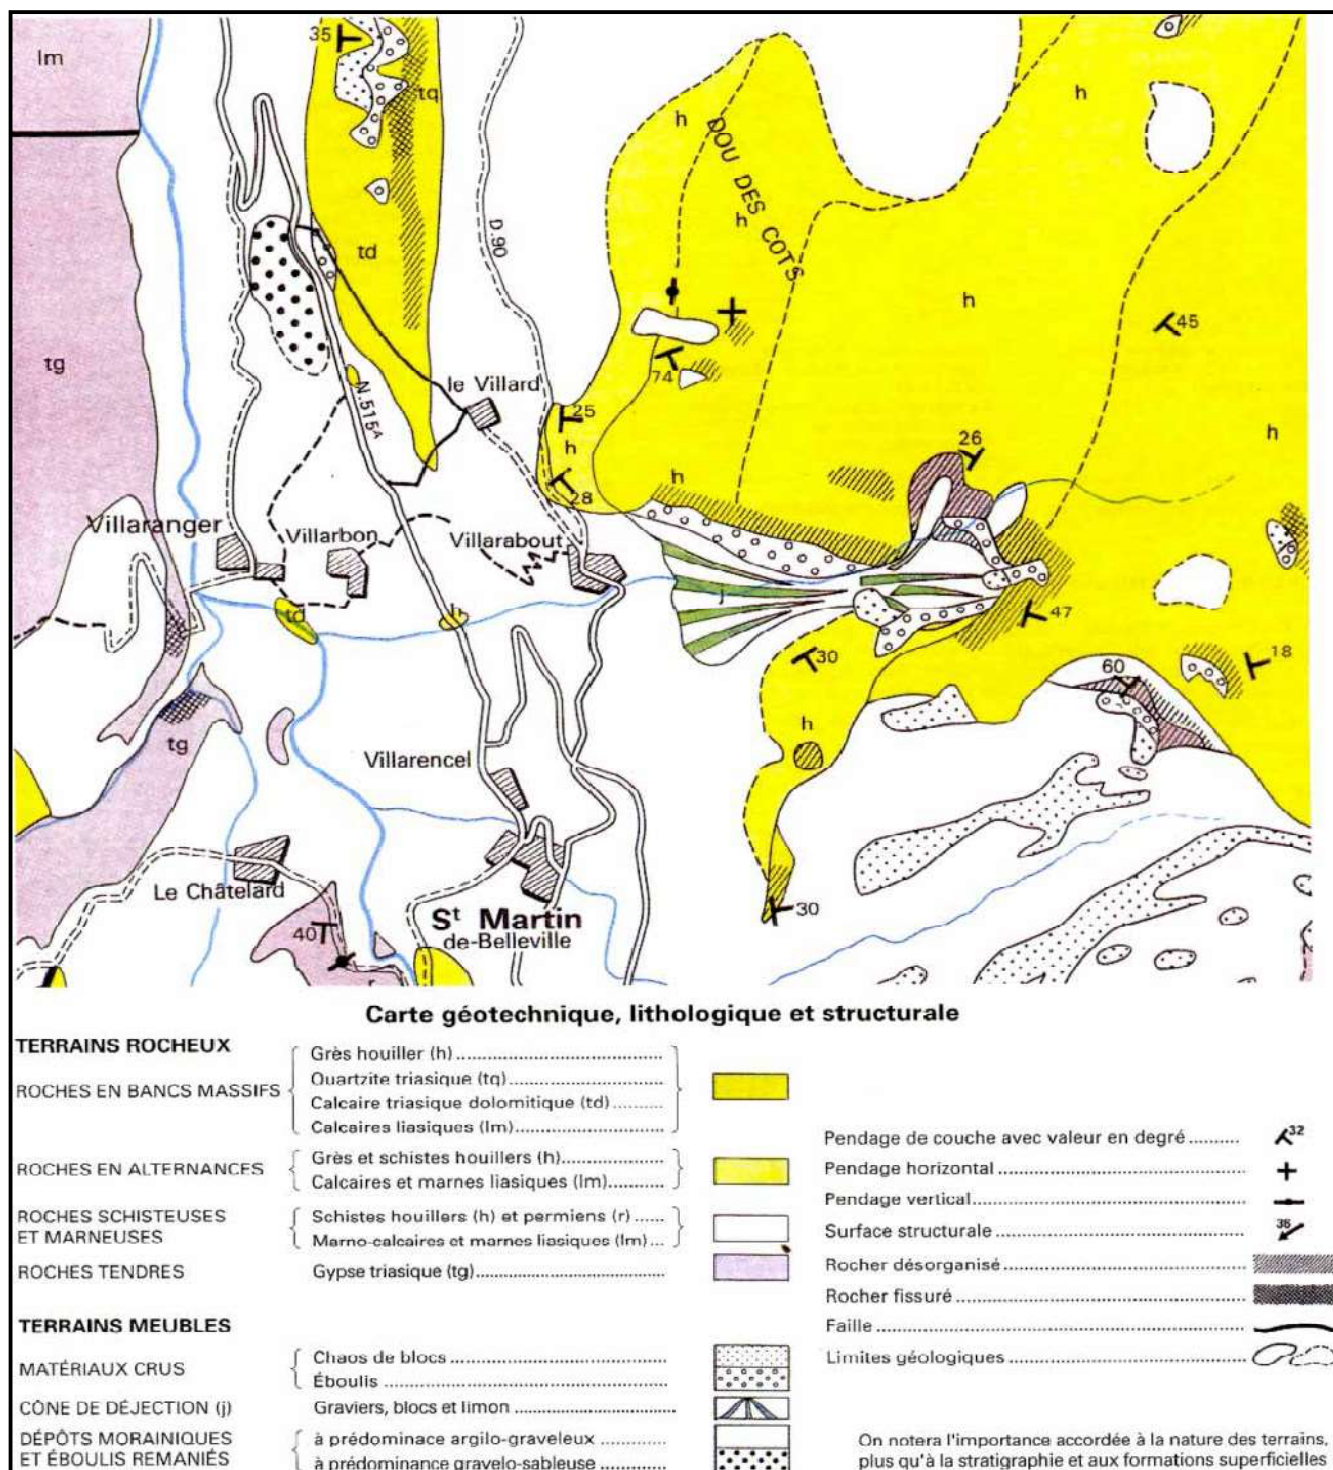 35
lm
tq
h
h
DOU DES COTS
h
D.90
td
h
45
tg
74
le Villard
N.515A
25
h
26
h
28
h
Villaranger
Villarbon
Villarabout
td
h
j
47
30
18
60
tg
h
Villarencel
Le Châtelard
St Martin
de-Belleville
30
40
r
Carte géotechnique, lithologique et structurale
TERRAINS ROCHEUX
ROCHES EN BANCS MASSIFS
Grès houiller (h)
Quartzite triasique (tq)
Calcaire triasique dolomitique (td)
Calcaires liasiques (lm)
ROCHES EN ALTERNANCES
Grès et schistes houillers (h)
Calcaires et marnes liasiques (lm)
ROCHES SCHISTEUSES
ET MARNEUSES
Schistes houillers (h) et permiens (r)
Marno-calcaires et marnes liasiques (lm)
ROCHES TENDRES
Gypse triasique (tg)
TERRAINS MEUBLES
MATÉRIAUX CRUS
Chaos de blocs
Éboulis
CÔNE DE DÉJECTION (j)
Graviers, blocs et limon
DÉPÔTS MORAINIQUES
ET ÉBOULIS REMANIÉS
à prédominace argilo-graveleux
à prédominance gravelo-sableuse
Pendage de couche avec valeur en degré
32
Pendage horizontal
Pendage vertical
Surface structurale
36
Rocher désorganisé
Rocher fissuré
Faille
Limites géologiques
On notera l'importance accordée à la nature des terrains,
plus qu'à la stratigraphie et aux formations superficielles